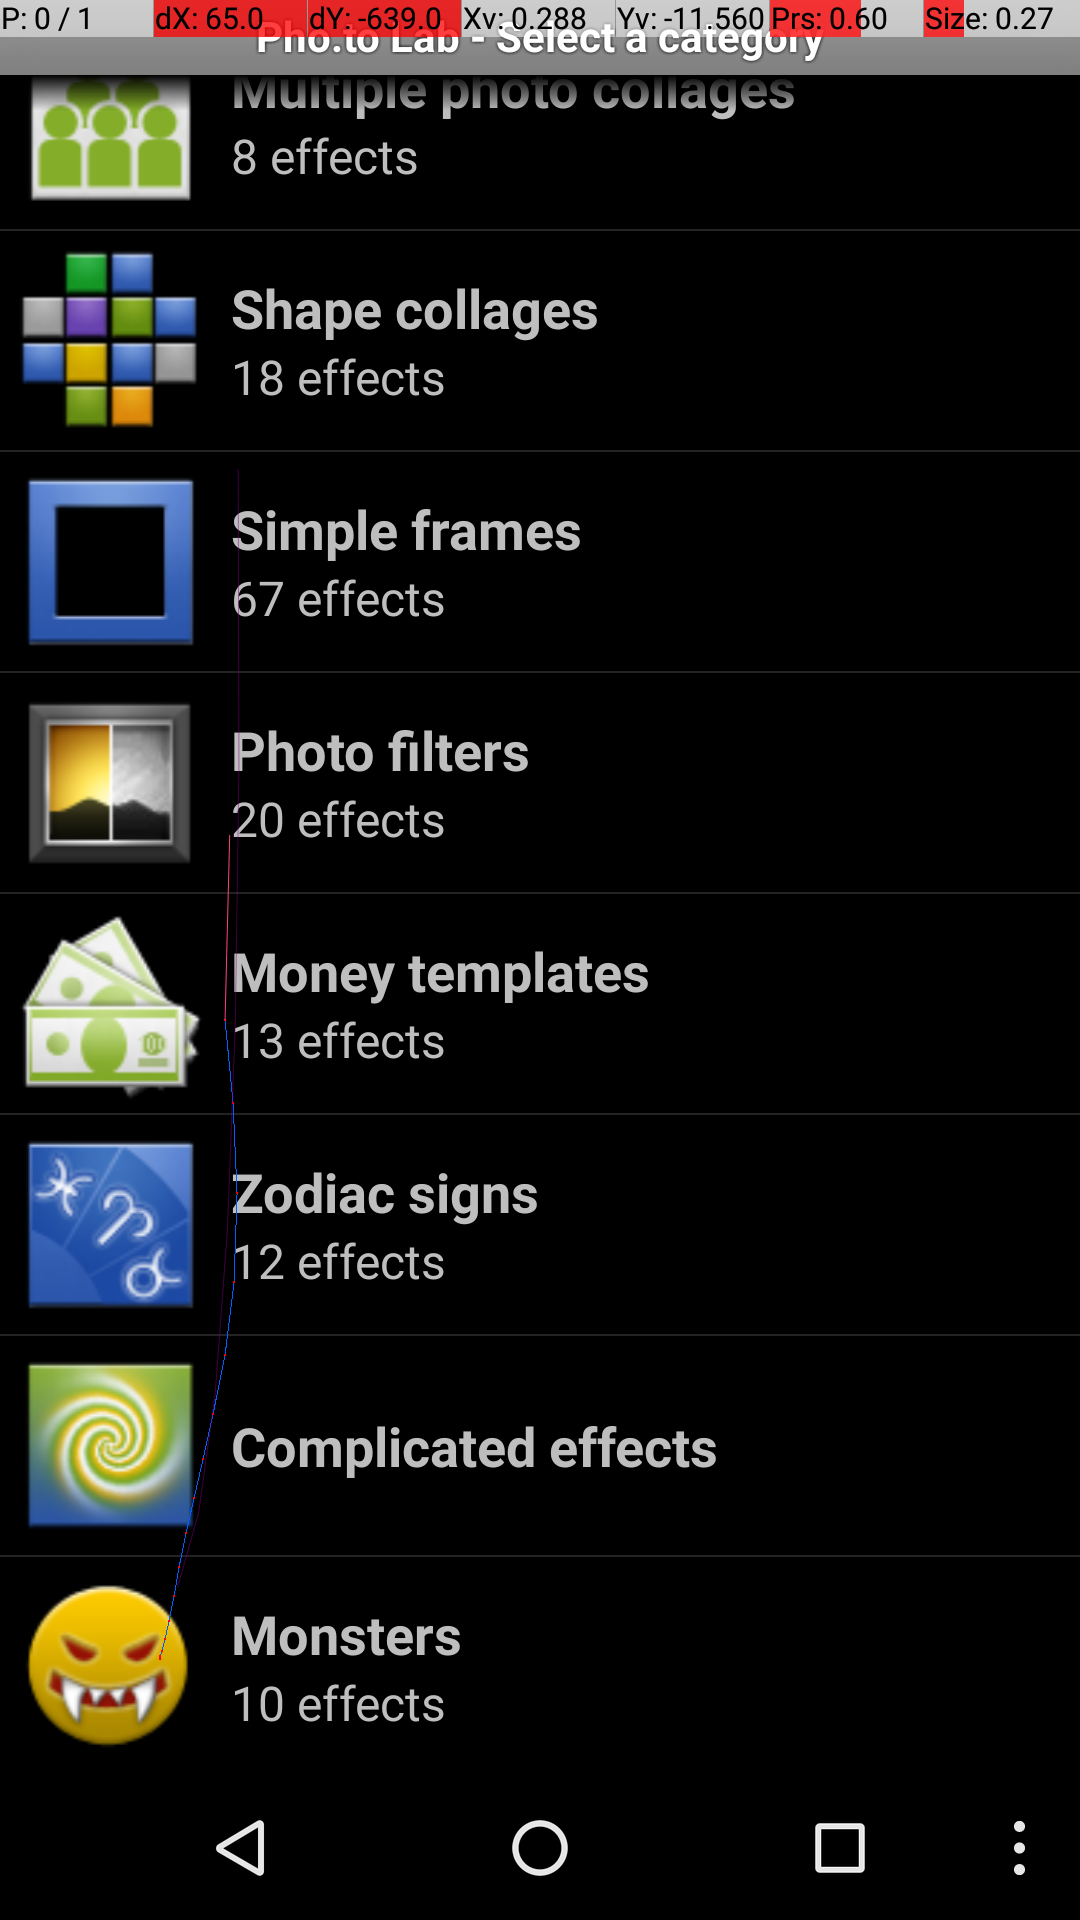 P: 0 / 1 dX: 65.0 dY: -639.0 Xv: 0.288 Yv: -11.560 Prs: 0.60 Size: 0.27
Pho.to Lab - Select a category
Multiple photo collages
8 effects
Shape collages
18 effects
Simple frames
67 effects
Photo filters
20 effects
Money templates
13 effects
Zodiac signs
12 effects
Complicated effects
Monsters
10 effects